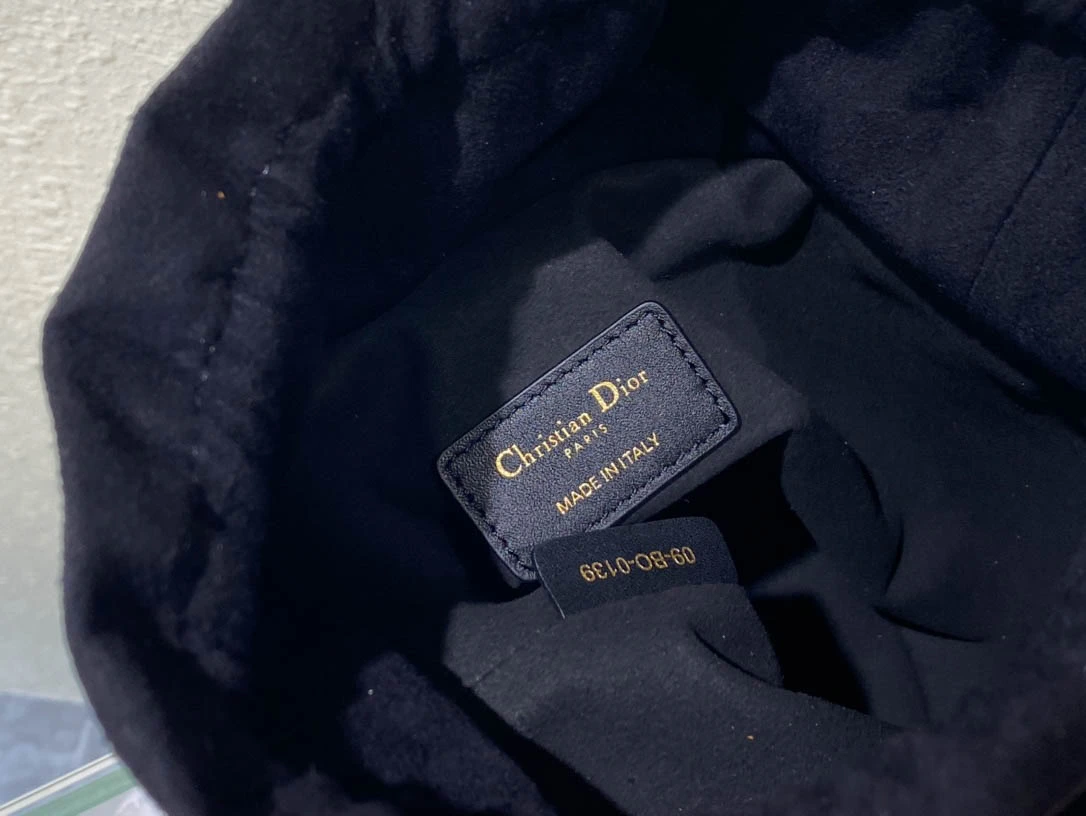 Christian Dior
PARIS
MADE IN ITALY
09-BO-0139